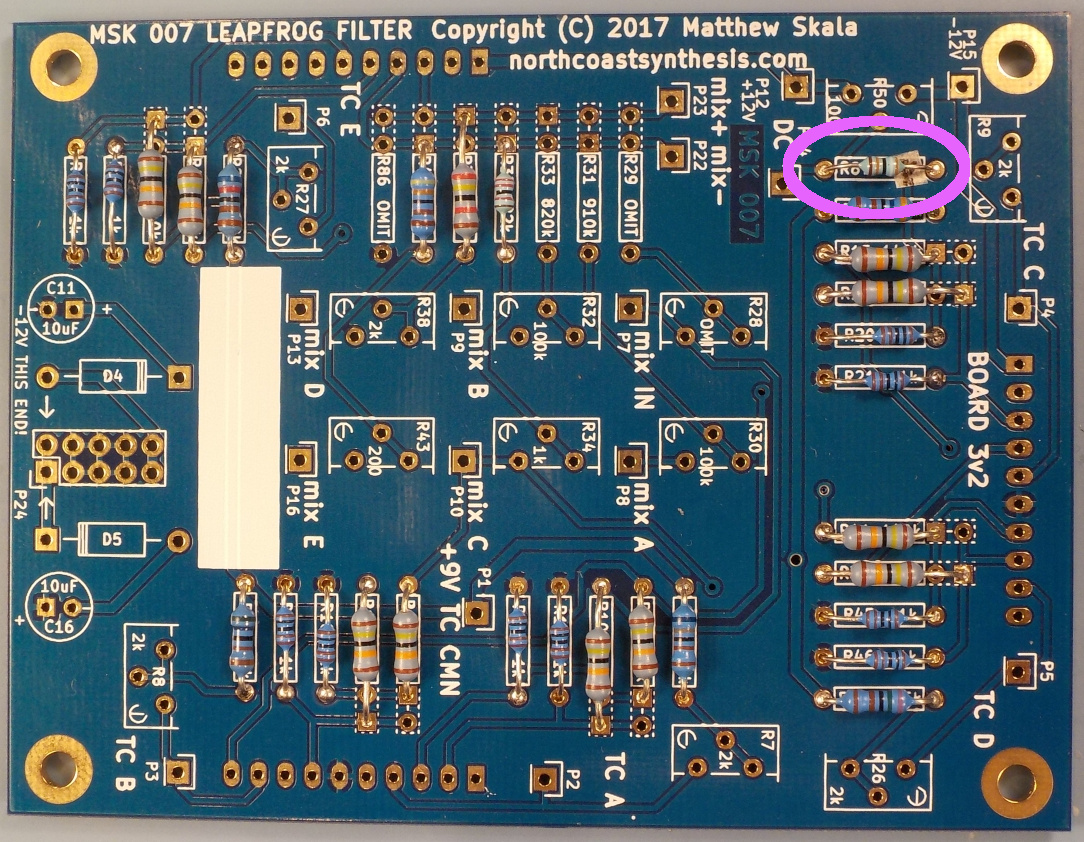 MSK 007 LEAPFROG FILTER Copyright (C) 2017 Matthew Skala
northcoastsynthesis.com
P15
-12V
P12
+12V
R50
R9
2k
TC E
P6
2k
R27
R86 OMIT
R33 820k
R31 910k
R29 OMIT
mix+
P23
mix-
P22
MSK 007
TC C
P4
C11
10uF
+
-12V THIS END!
D4
P24
D5
10uF
C16
+
P13
mix D
R38
2k
P9
mix B
R32
100k
P7
mix IN
R28
OMIT
P16
mix E
R43
200
P10
mix C
R34
1k
P8
mix A
R30
100k
BOARD 3v2
+9V TC CMN
P1
2k
R8
TC B
P3
P2
TC A
R7
2k
R26
2k
TC D
P5